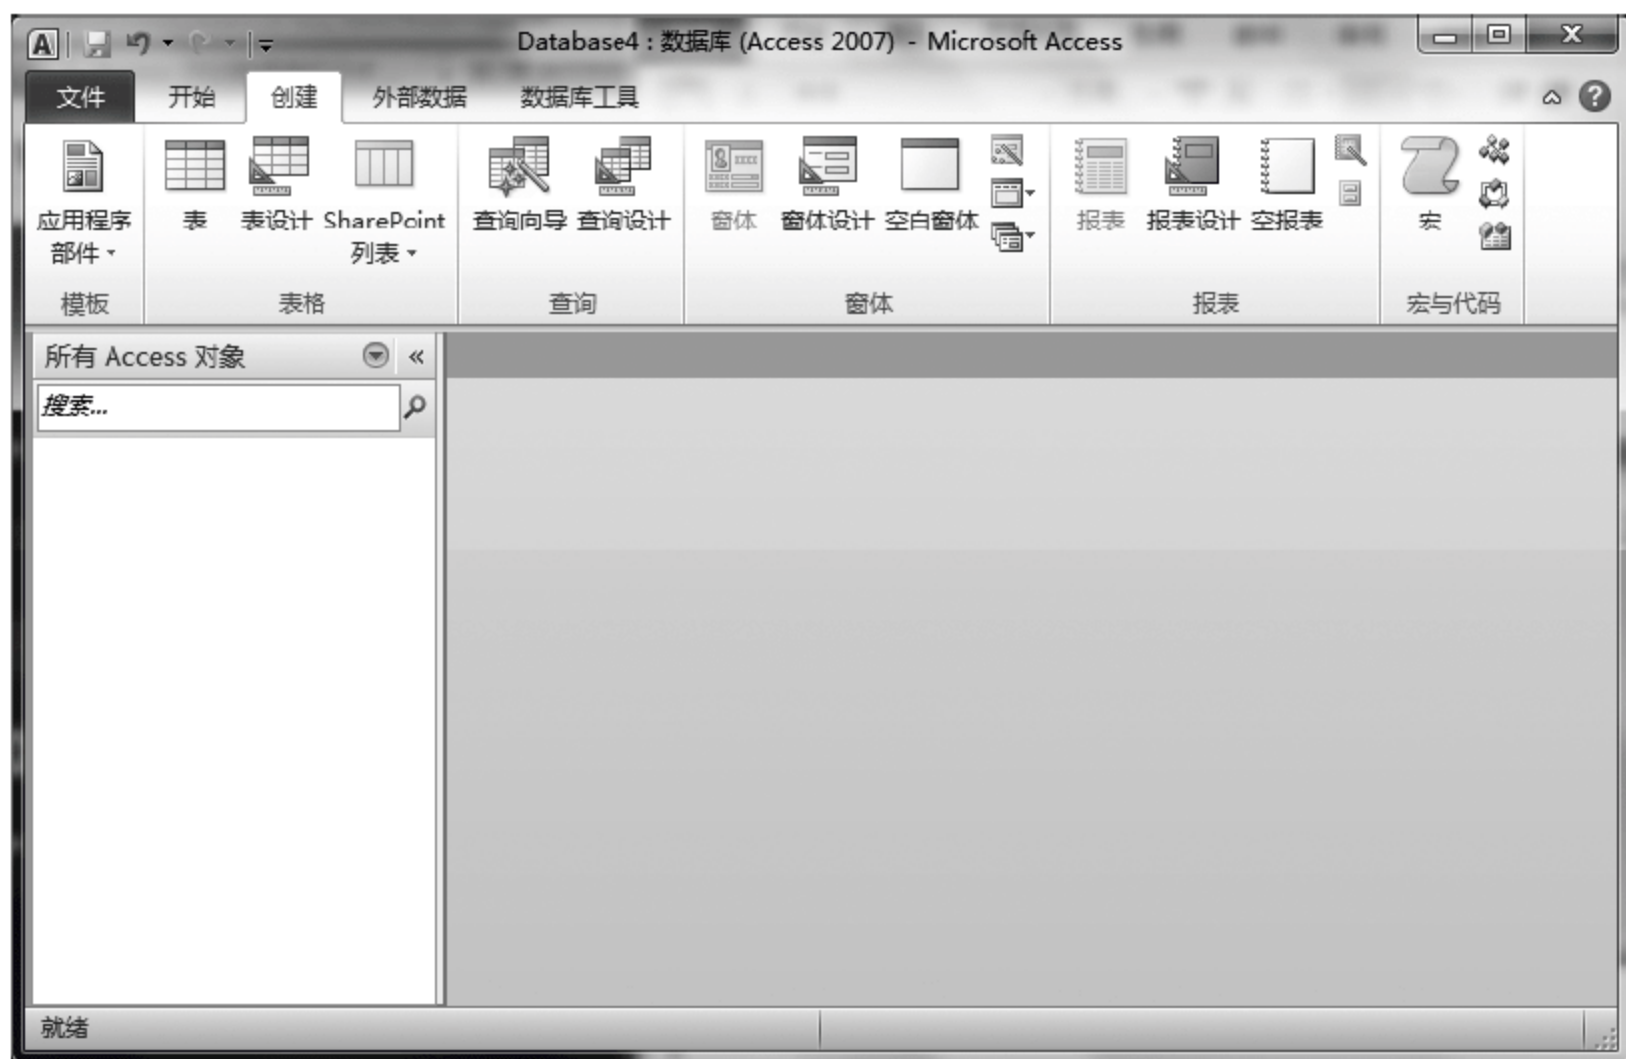 Database4 : 数据库 (Access 2007) - Microsoft Access
文件 开始 创建 外部数据 数据库工具
应用程序部件 表 表设计 SharePoint 列表 查询向导 查询设计 窗体 窗体设计 空白窗体 报表 报表设计 空报表 宏
模板 表格 查询 窗体 报表 宏与代码
所有 Access 对象
搜索...
就绪